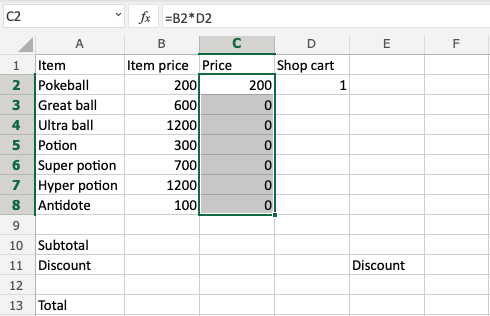 C2 fx =B2*D2
A B C D E F
1 Item Item price Price Shop cart
2 Pokeball 200 200 1
3 Great ball 600 0
4 Ultra ball 1200 0
5 Potion 300 0
6 Super potion 700 0
7 Hyper potion 1200 0
8 Antidote 100 0
9
10 Subtotal
11 Discount Discount
12
13 Total